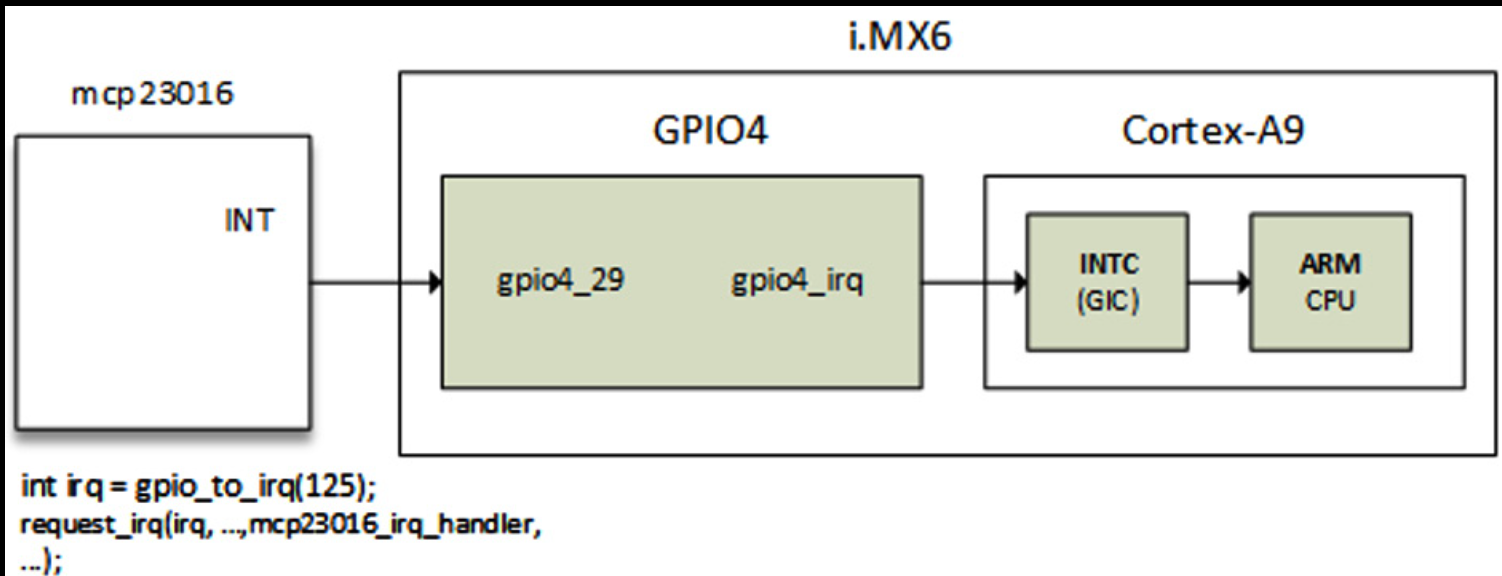 i.MX6
mcp23016
GPIO4
Cortex-A9
INT
gpio4_29
gpio4_irq
INTC
(GIC)
ARM
CPU
int irq = gpio_to_irq(125);
request_irq(irq, ...,mcp23016_irq_handler,
...);